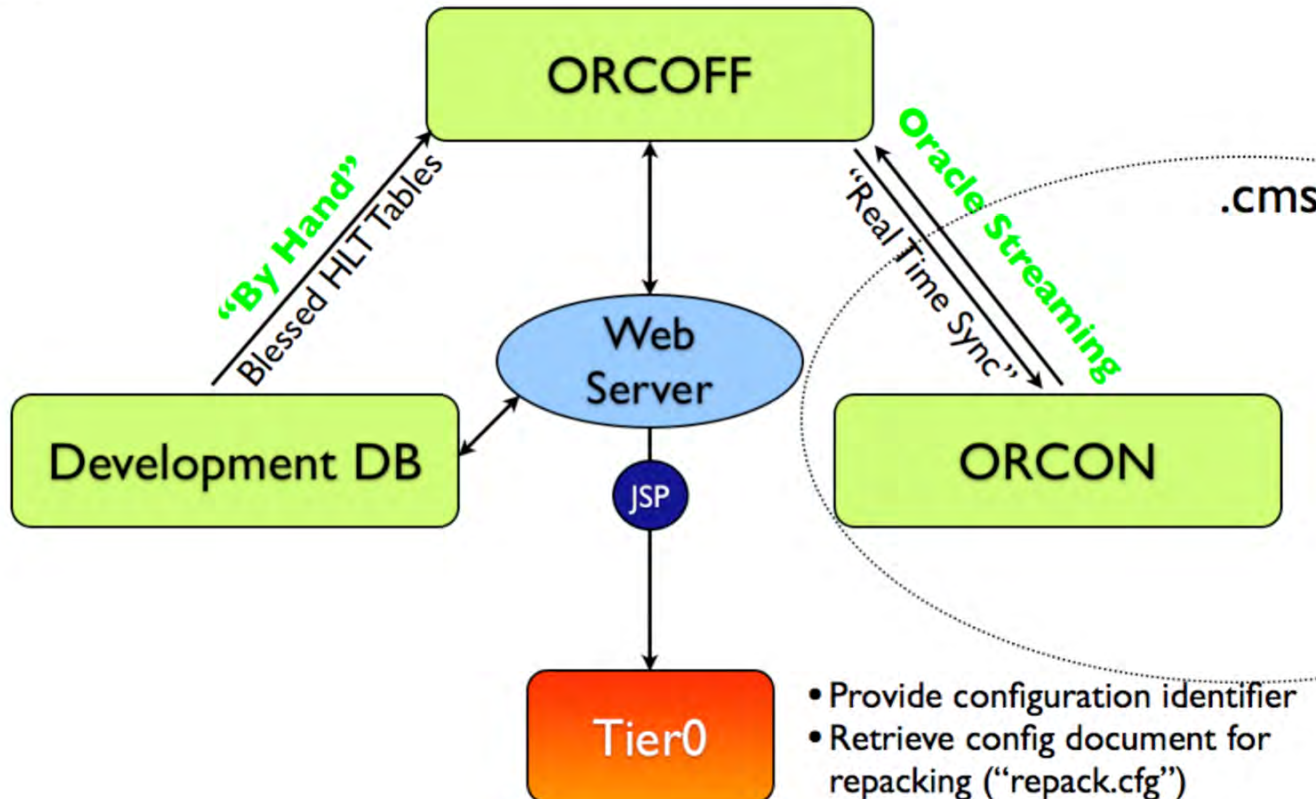 ORCOFF
“By Hand”
Blessed HLT Tables
Oracle Streaming
“Real Time Sync”
.cms
Web
Server
Development DB
ORCON
JSP
Tier0
• Provide configuration identifier
• Retrieve config document for
repacking (“repack.cfg”)